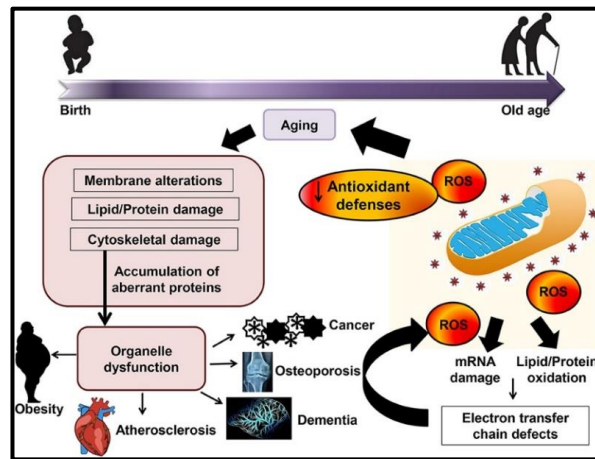 Birth
Old age
Aging
Membrane alterations
Lipid/Protein damage
Cytoskeletal damage
Accumulation of
aberrant proteins
Organelle
dysfunction
Obesity
Atherosclerosis
Cancer
Osteoporosis
Dementia
↓ Antioxidant
defenses
ROS
ROS
ROS
mRNA
damage
Lipid/Protein
oxidation
Electron transfer
chain defects